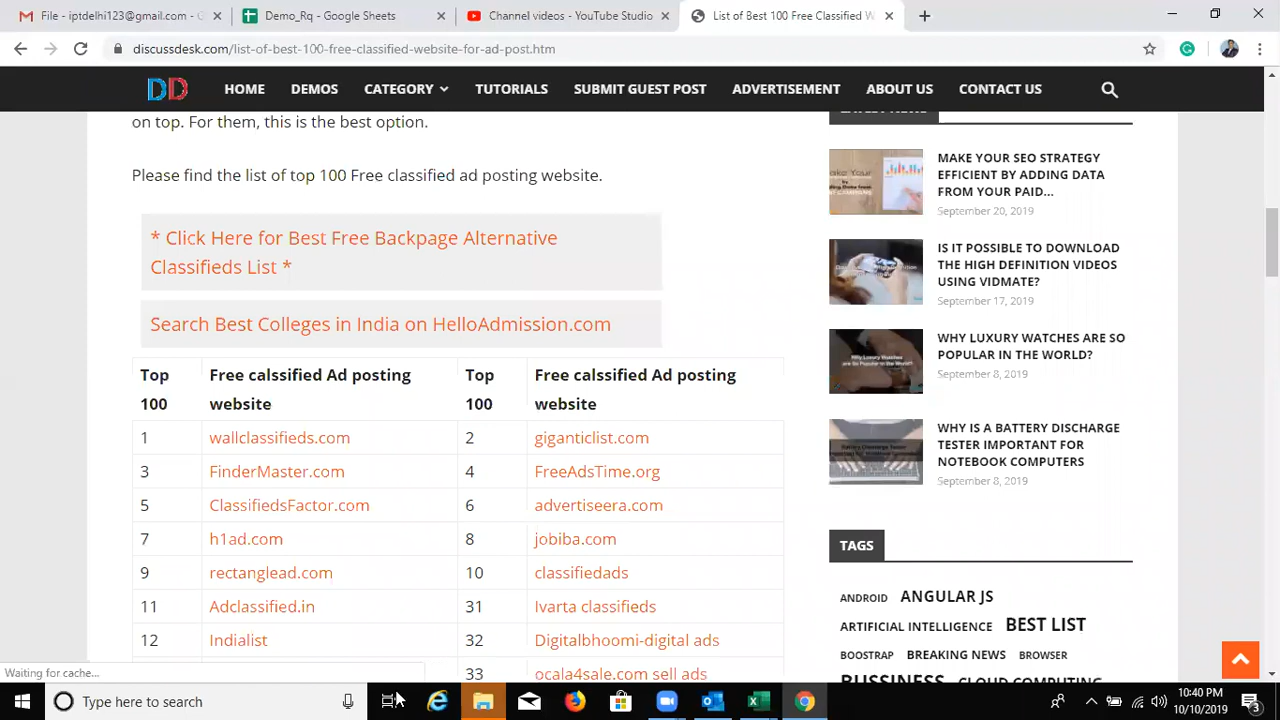 File - iptdelhi123@gmail.com - G
Demo_Rq - Google Sheets
Channel videos - YouTube Studio
List of Best 100 Free Classified W
discussdesk.com/list-of-best-100-free-classified-website-for-ad-post.htm
DD
HOME
DEMOS
CATEGORY
TUTORIALS
SUBMIT GUEST POST
ADVERTISEMENT
ABOUT US
CONTACT US
on top. For them, this is the best option.
Please find the list of top 100 Free classified ad posting website.
* Click Here for Best Free Backpage Alternative
Classifieds List *
Search Best Colleges in India on HelloAdmission.com
Top 100 Free calssified Ad posting website Top 100 Free calssified Ad posting website
1 wallclassifieds.com 2 giganticlist.com
3 FinderMaster.com 4 FreeAdsTime.org
5 ClassifiedsFactor.com 6 advertiseera.com
7 h1ad.com 8 jobiba.com
9 rectanglead.com 10 classifiedads
11 Adclassified.in 31 Ivarta classifieds
12 Indialist 32 Digitalbhoomi-digital ads
33 ocala4sale.com sell ads
LATEST NEWS
MAKE YOUR SEO STRATEGY
EFFICIENT BY ADDING DATA
FROM YOUR PAID...
September 20, 2019
IS IT POSSIBLE TO DOWNLOAD
THE HIGH DEFINITION VIDEOS
USING VIDMATE?
September 17, 2019
WHY LUXURY WATCHES ARE SO
POPULAR IN THE WORLD?
September 8, 2019
WHY IS A BATTERY DISCHARGE
TESTER IMPORTANT FOR
NOTEBOOK COMPUTERS
September 8, 2019
TAGS
ANDROID ANGULAR JS
ARTIFICIAL INTELLIGENCE BEST LIST
BOOSTRAP BREAKING NEWS BROWSER
BUSSINESS CLOUD COMPUTING
Waiting for cache...
Type here to search
10:40 PM
10/10/2019
3